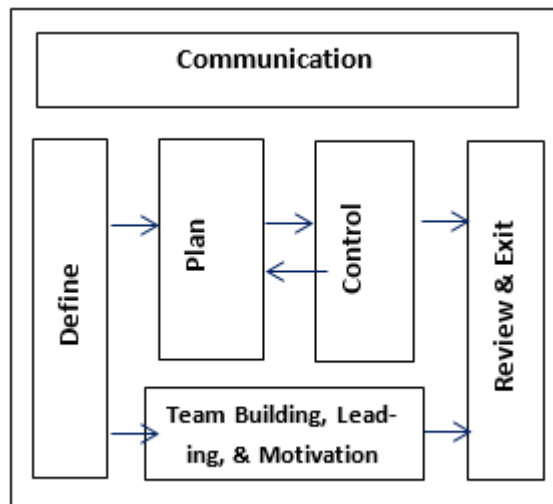 Communication
Define
Plan
Control
Review & Exit
Team Building, Lead-
ing, & Motivation